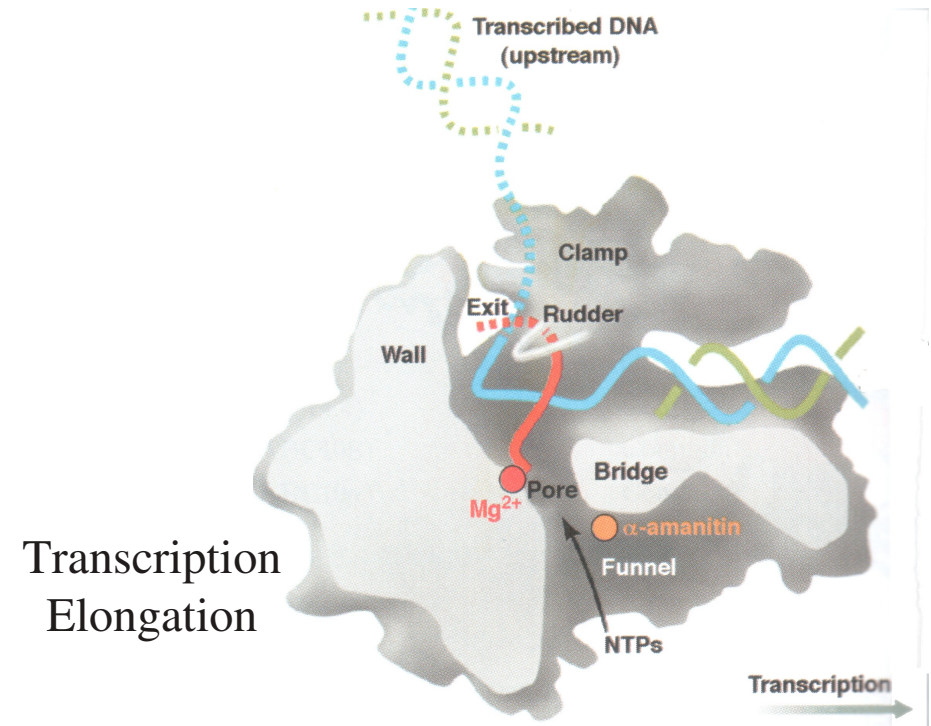 Transcribed DNA
(upstream)
Clamp
Exit
Rudder
Wall
Bridge
Pore
Mg²⁺
α-amanitin
Funnel
Transcription
Elongation
NTPs
Transcription